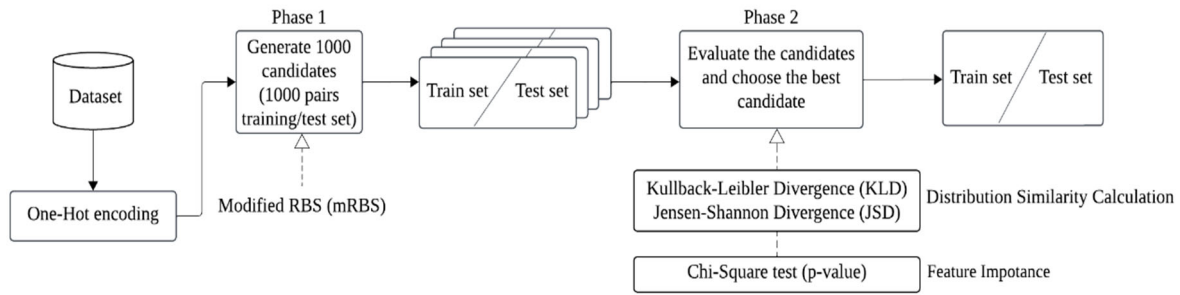 Phase 1
Phase 2
Dataset
One-Hot encoding
Generate 1000
candidates
(1000 pairs
training/test set)
Modified RBS (mRBS)
Train set
Test set
Evaluate the candidates
and choose the best
candidate
Train set
Test set
Kullback-Leibler Divergence (KLD)
Jensen-Shannon Divergence (JSD)
Distribution Similarity Calculation
Chi-Square test (p-value)
Feature Impotance